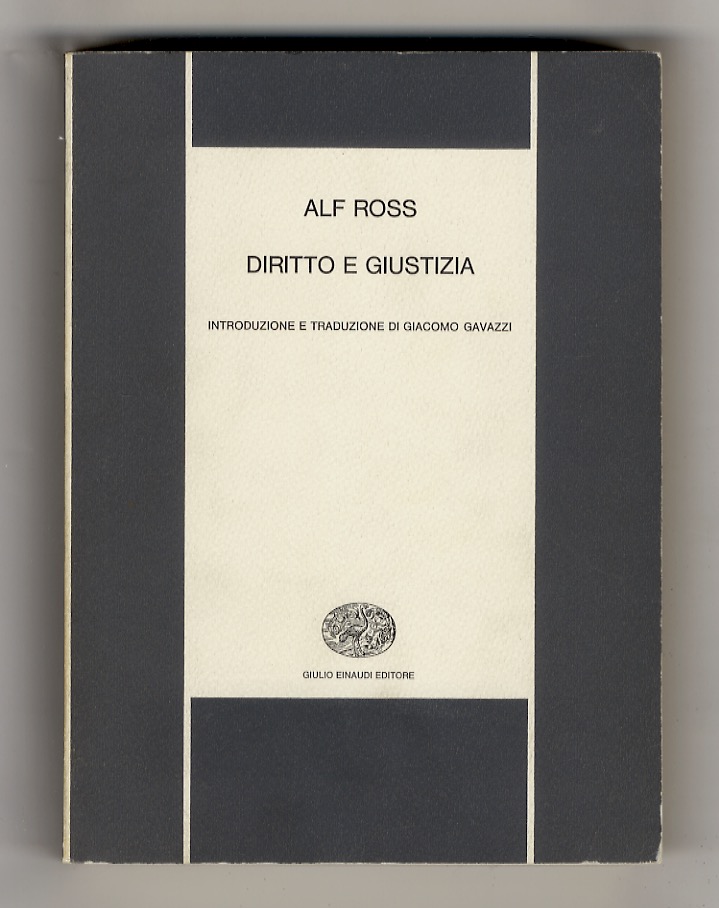 ALF ROSS
DIRITTO E GIUSTIZIA
INTRODUZIONE E TRADUZIONE DI GIACOMO GAVAZZI
GIULIO EINAUDI EDITORE